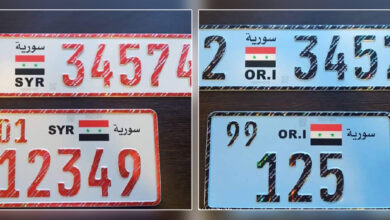 سورية
SYR 34574
01 SYR سورية
12349
سورية
2 OR.I 3457
99 OR.I سورية
125